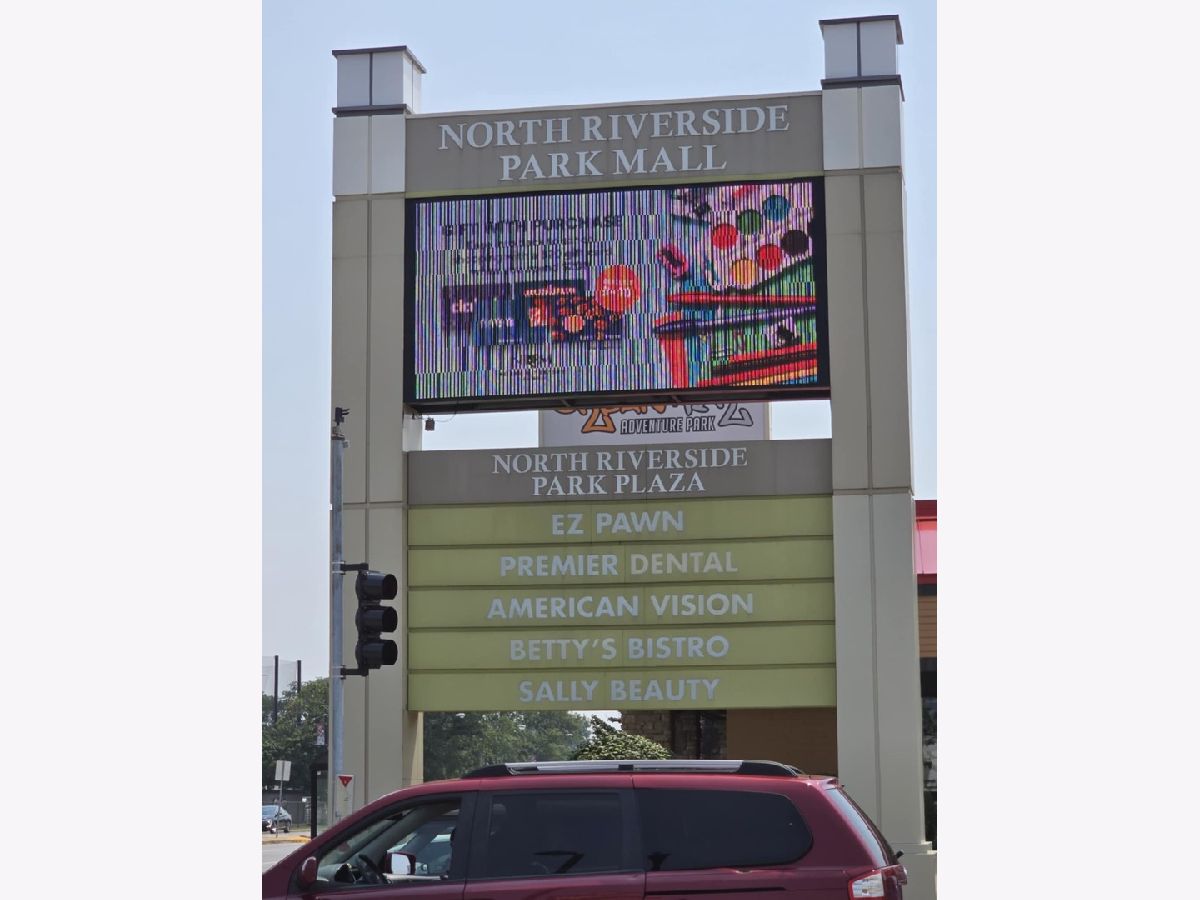 NORTH RIVERSIDE
PARK MALL
GIFT WITH PURCHASE
ADVENTURE PARK
NORTH RIVERSIDE
PARK PLAZA
EZ PAWN
PREMIER DENTAL
AMERICAN VISION
BETTY'S BISTRO
SALLY BEAUTY